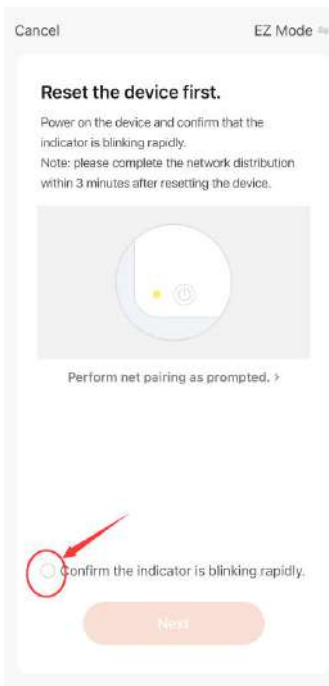 Cancel EZ Mode
Reset the device first.
Power on the device and confirm that the
indicator is blinking rapidly.
Note: please complete the network distribution
within 3 minutes after resetting the device.
Perform net pairing as prompted. >
Confirm the indicator is blinking rapidly.
Next